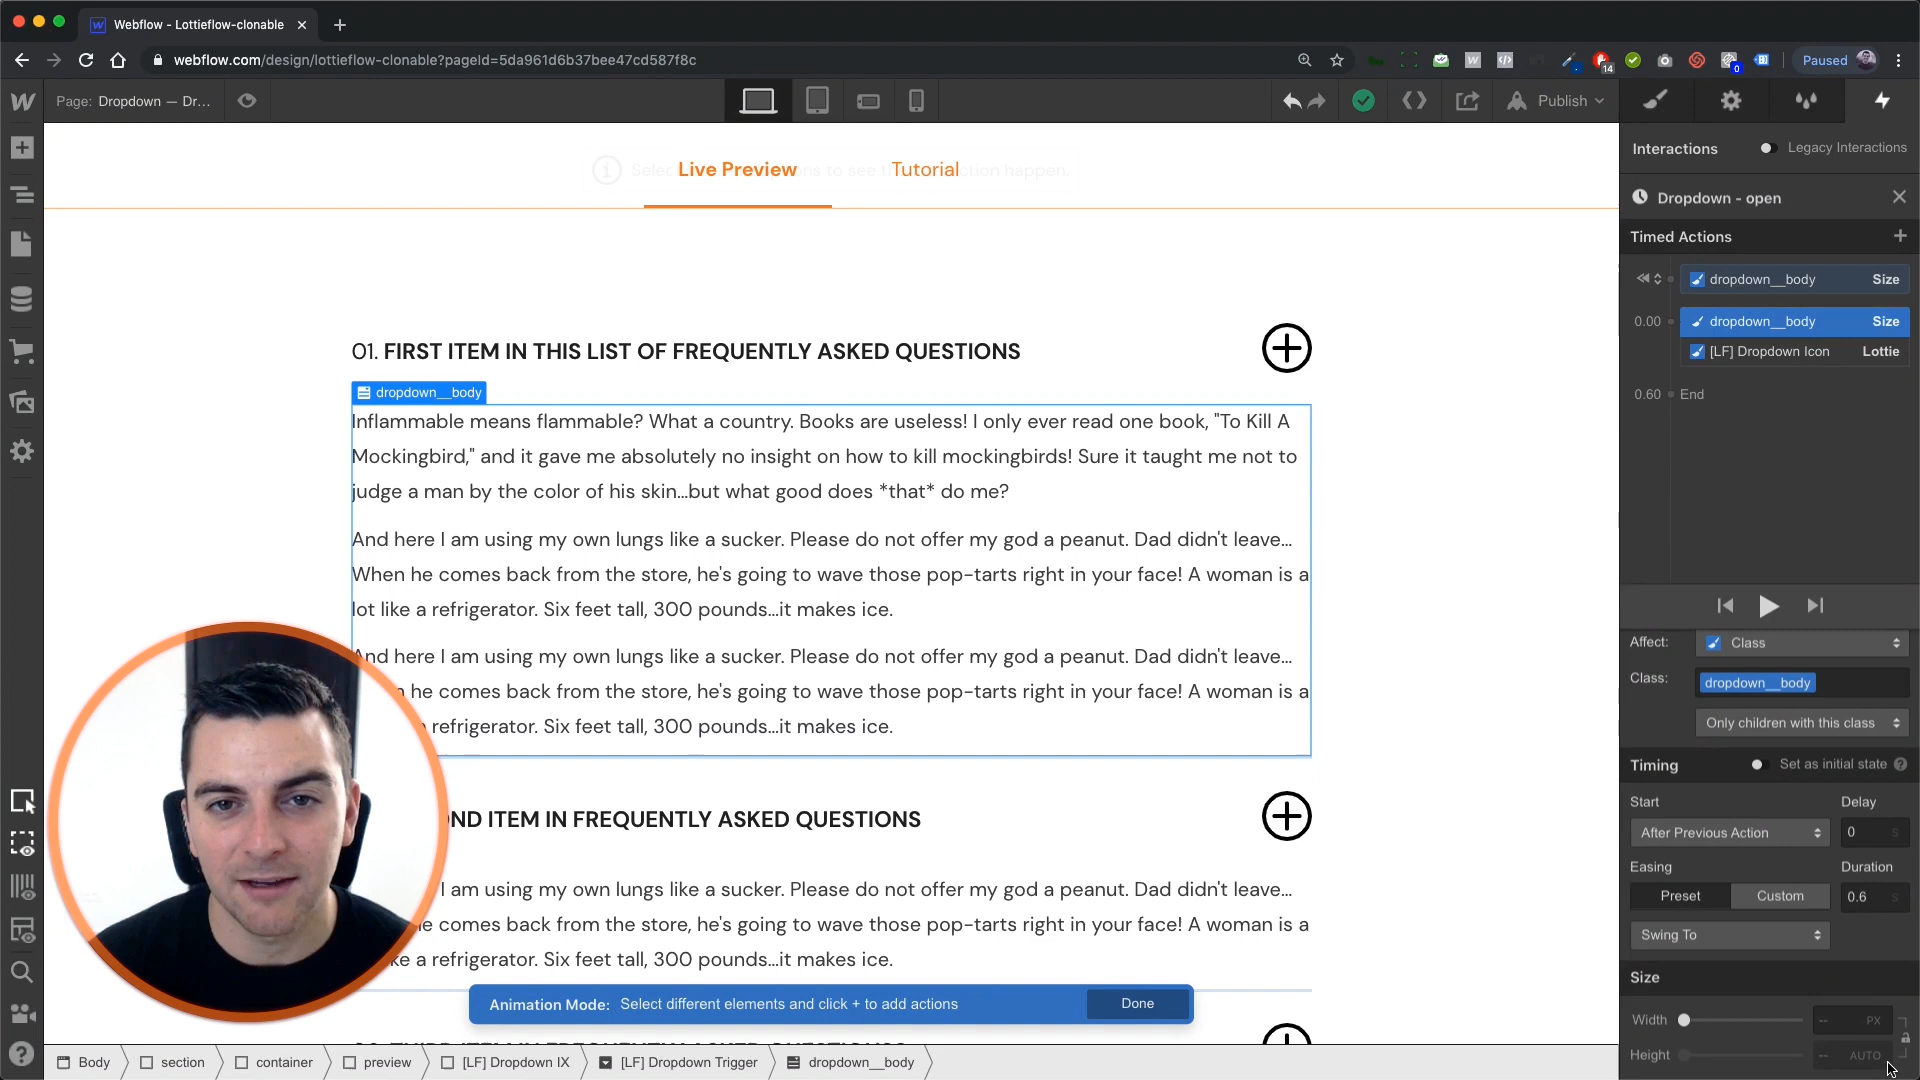 Webflow - Lottieflow-clonable
webflow.com/design/lottieflow-clonable?pageId=5da961d6b37bee47cd587f8c
14
0
Paused
Page: Dropdown — Dr...
Publish
Live Preview
Tutorial
Interactions
Legacy Interactions
Dropdown - open
Timed Actions
dropdown__body Size
0.00 dropdown__body Size
[LF] Dropdown Icon Lottie
0.60 End
01. FIRST ITEM IN THIS LIST OF FREQUENTLY ASKED QUESTIONS
dropdown__body
Inflammable means flammable? What a country. Books are useless! I only ever read one book, "To Kill A
Mockingbird," and it gave me absolutely no insight on how to kill mockingbirds! Sure it taught me not to
judge a man by the color of his skin...but what good does *that* do me?
And here I am using my own lungs like a sucker. Please do not offer my god a peanut. Dad didn't leave...
When he comes back from the store, he's going to wave those pop-tarts right in your face! A woman is a
lot like a refrigerator. Six feet tall, 300 pounds...it makes ice.
And here I am using my own lungs like a sucker. Please do not offer my god a peanut. Dad didn't leave...
he comes back from the store, he's going to wave those pop-tarts right in your face! A woman is a
refrigerator. Six feet tall, 300 pounds...it makes ice.
ITEM IN FREQUENTLY ASKED QUESTIONS
I am using my own lungs like a sucker. Please do not offer my god a peanut. Dad didn't leave...
comes back from the store, he's going to wave those pop-tarts right in your face! A woman is a
a refrigerator. Six feet tall, 300 pounds...it makes ice.
Animation Mode: Select different elements and click + to add actions
Done
Affect: Class
Class: dropdown__body
Only children with this class
Timing
Set as initial state
Start
Delay
After Previous Action
0 s
Easing
Duration
Preset
Custom
0.6 s
Swing To
Size
Width -- PX
Height -- AUTO
Body
section
container
preview
[LF] Dropdown IX
[LF] Dropdown Trigger
dropdown__body